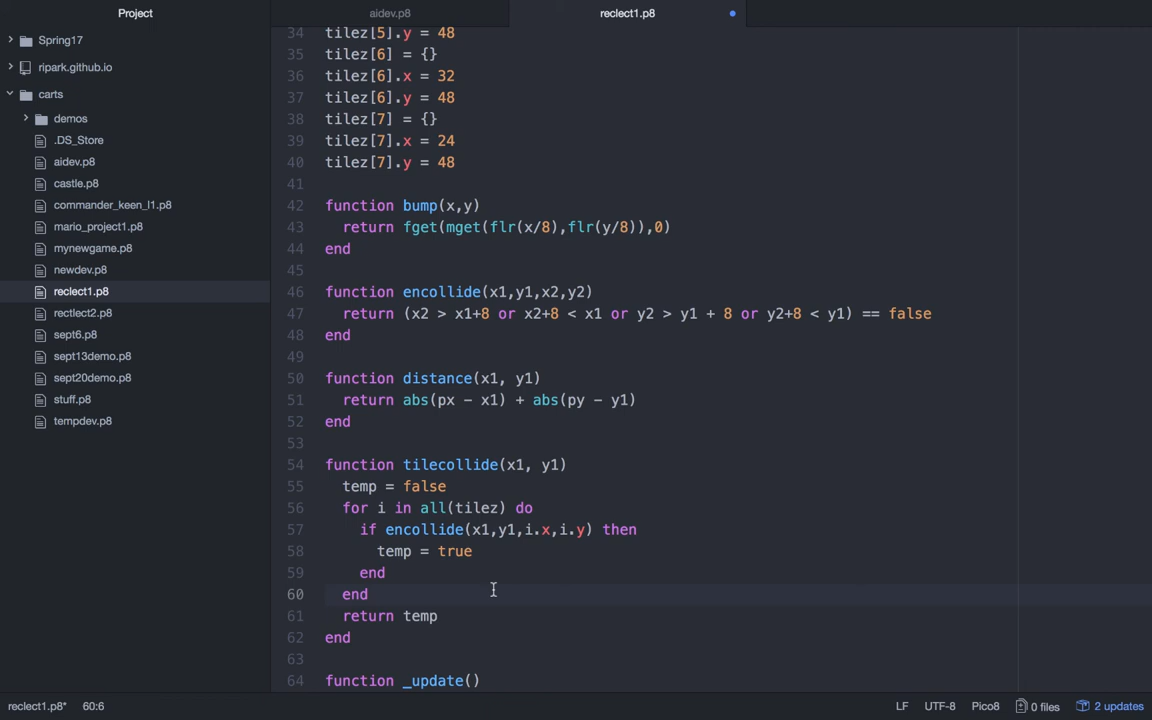 Project
aidev.p8
reclect1.p8
Spring17
ripark.github.io
carts
demos
.DS_Store
aidev.p8
castle.p8
commander_keen_l1.p8
mario_project1.p8
mynewgame.p8
newdev.p8
reclect1.p8
rectlect2.p8
sept6.p8
sept13demo.p8
sept20demo.p8
stuff.p8
tempdev.p8
34 tilez[5].y = 48
35 tilez[6] = {}
36 tilez[6].x = 32
37 tilez[6].y = 48
38 tilez[7] = {}
39 tilez[7].x = 24
40 tilez[7].y = 48
41
42 function bump(x,y)
43 return fget(mget(flr(x/8),flr(y/8)),0)
44 end
45
46 function encollide(x1,y1,x2,y2)
47 return (x2 > x1+8 or x2+8 < x1 or y2 > y1 + 8 or y2+8 < y1) == false
48 end
49
50 function distance(x1, y1)
51 return abs(px - x1) + abs(py - y1)
52 end
53
54 function tilecollide(x1, y1)
55 temp = false
56 for i in all(tilez) do
57 if encollide(x1,y1,i.x,i.y) then
58 temp = true
59 end
60 end
61 return temp
62 end
63
64 function _update()
reclect1.p8* 60:6 LF UTF-8 Pico8 0 files 2 updates